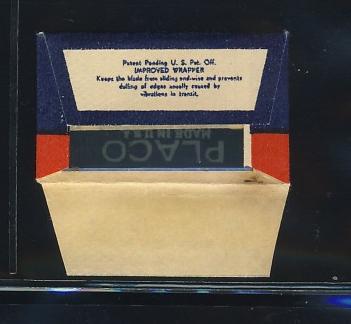 Patent Pending U. S. Pat. Off.
IMPROVED WRAPPER
Keeps the blade from sliding endwise and prevents
dulling of edges usually caused by
vibrations in transit.
MADE IN U.S.A.
PLACO